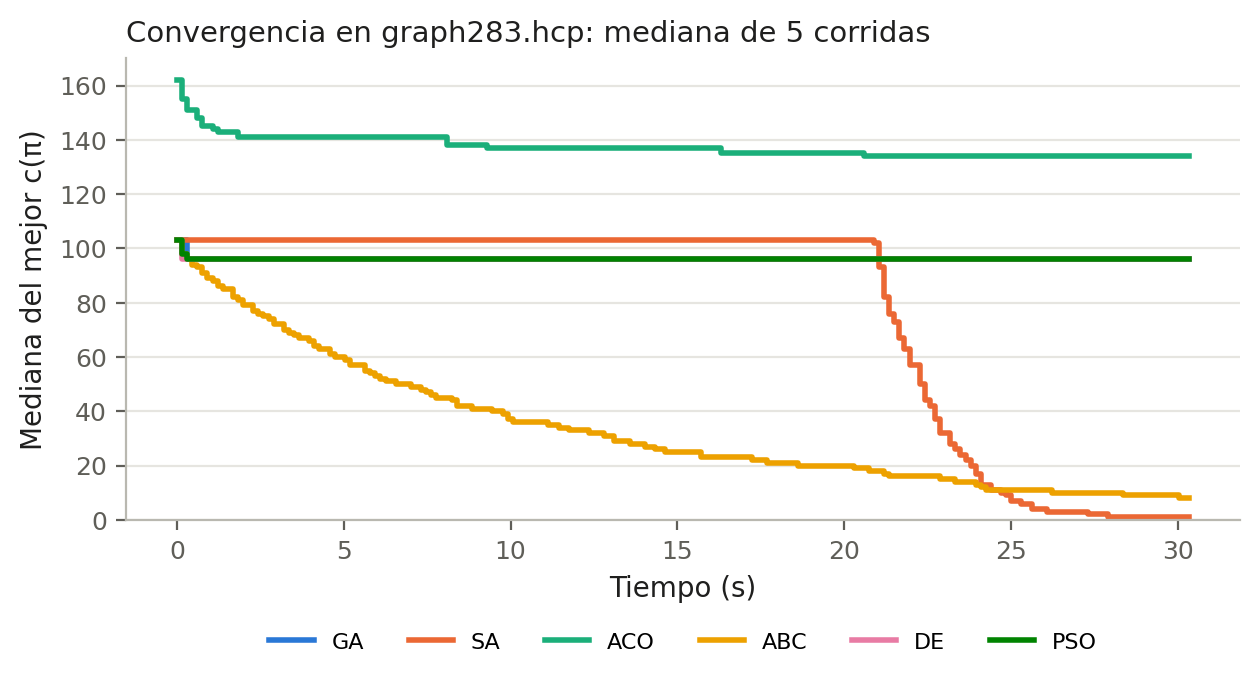 Convergencia en graph283.hcp: mediana de 5 corridas
Mediana del mejor c(π)
160
140
120
100
80
60
40
20
0
0 5 10 15 20 25 30
Tiempo (s)
GA SA ACO ABC DE PSO